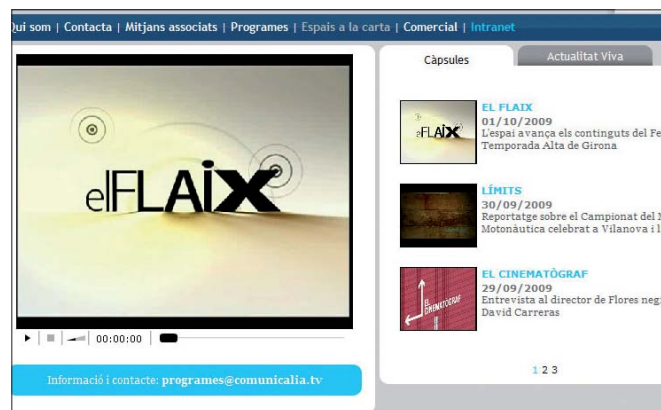 Qui som | Contacta | Mitjans associats | Programes | Espais a la carta | Comercial | Intranet
elFLAix
00:00:00
Informació i contacte: programes@comunicalia.tv
Càpsules
Actualitat Viva
elFLAix
EL FLAIX
01/10/2009
L'espai avança els continguts del Fe
Temporada Alta de Girona
LÍMITS
30/09/2009
Reportatge sobre el Campionat del
Motonàutica celebrat a Vilanova i l
EL CINEMATÒGRAF
EL CINEMATÒGRAF
29/09/2009
Entrevista al director de Flores neg
David Carreras
1 2 3